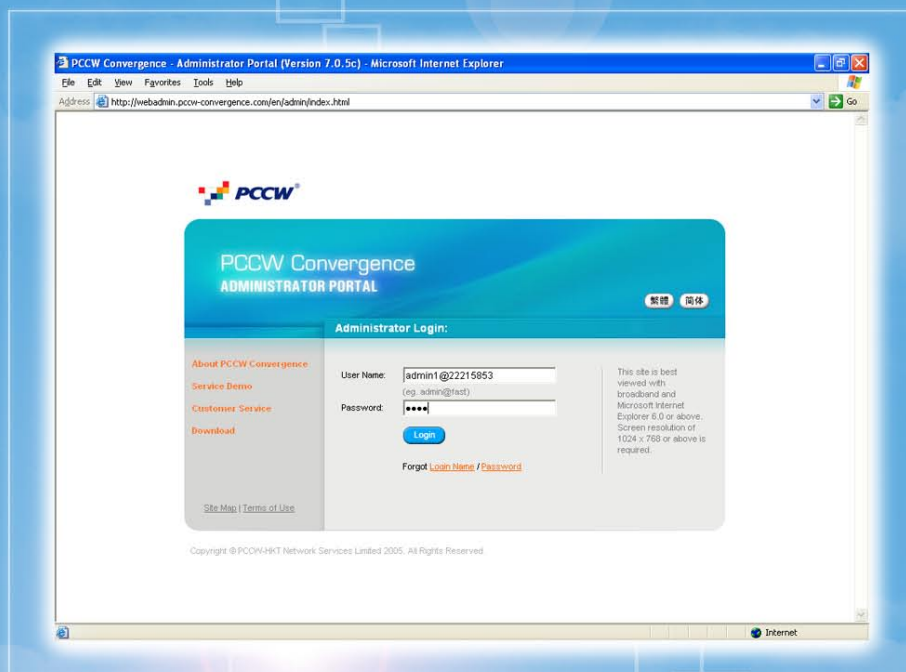 PCCW Convergence - Administrator Portal (Version 7.0.5c) - Microsoft Internet Explorer
File Edit View Favorites Tools Help
Address http://webadmin.pccw-convergence.com/en/admin/index.html Go
PCCW®
PCCW Convergence
ADMINISTRATOR PORTAL
繁體 简体
Administrator Login:
About PCCW Convergence
Service Demo
Customer Service
Download
Site Map | Terms of Use
User Name: admin1@22215853
(eg. admin@fast)
Password: ••••
Login
Forgot Login Name / Password
This site is best
viewed with
broadband and
Microsoft Internet
Explorer 6.0 or above.
Screen resolution of
1024 x 768 or above is
required.
Copyright © PCCW-HKT Network Services Limited 2005. All Rights Reserved.
Internet